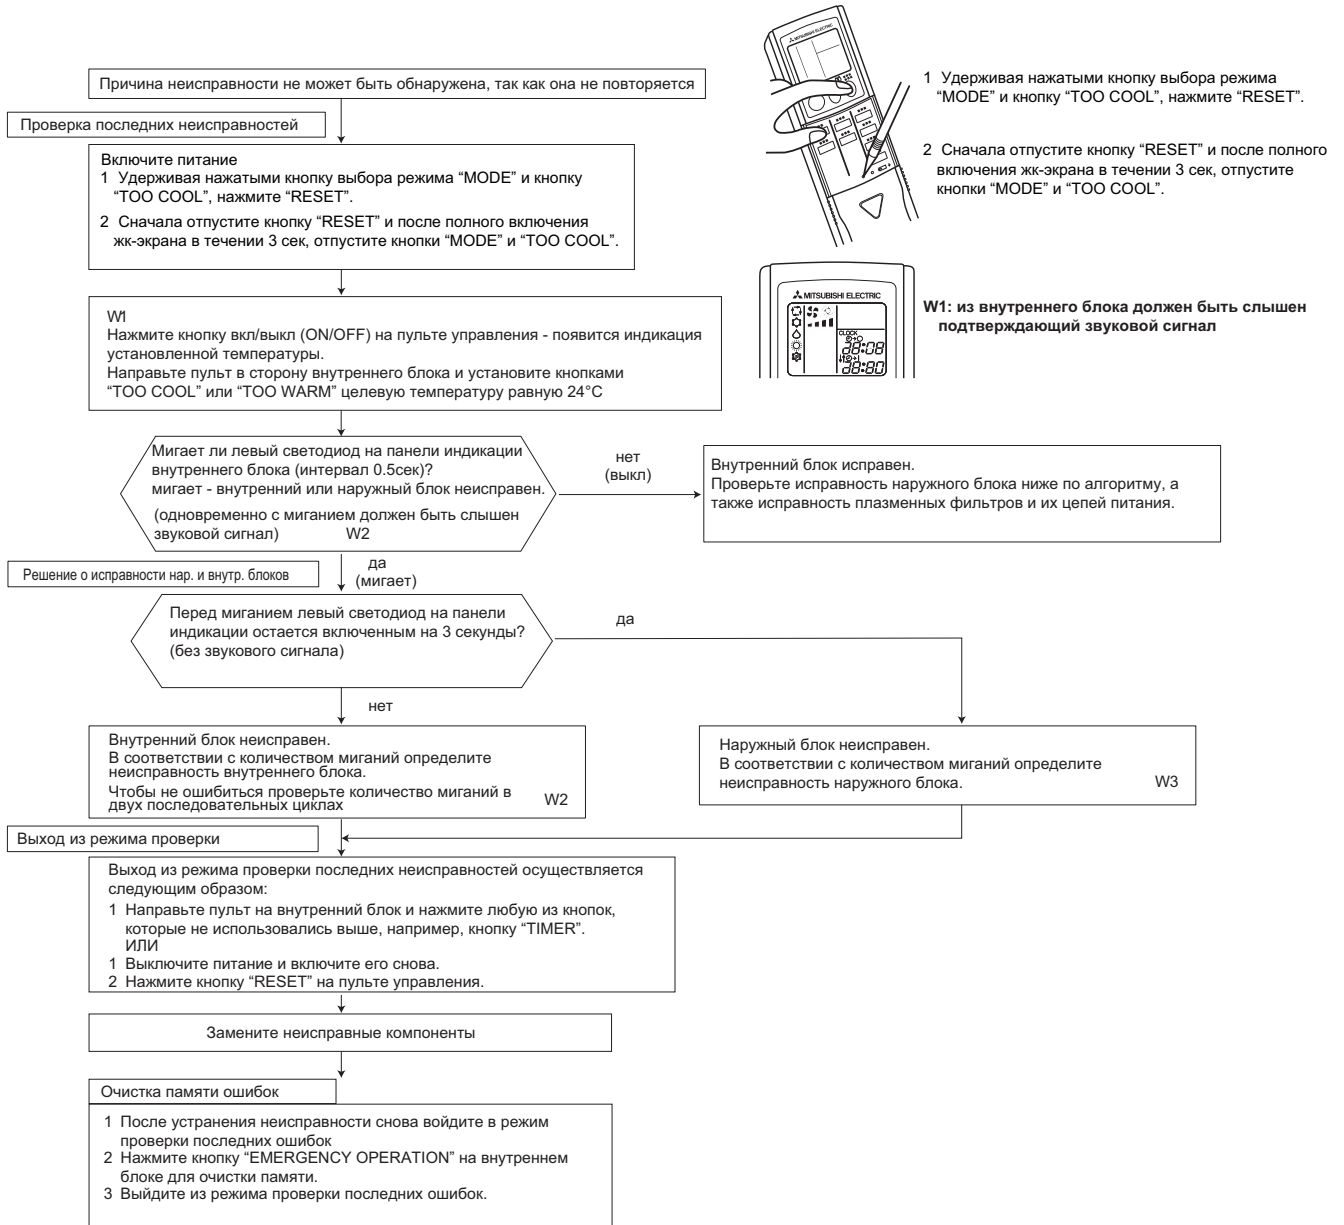 Причина неисправности не может быть обнаружена, так как она не повторяется
Проверка последних неисправностей
Включите питание
1 Удерживая нажатыми кнопку выбора режима “MODE” и кнопку
“TOO COOL”, нажмите “RESET”.
2 Сначала отпустите кнопку “RESET” и после полного включения
жк-экрана в течении 3 сек, отпустите кнопки “MODE” и “TOO COOL”.
MITSUBISHI ELECTRIC
1 Удерживая нажатыми кнопку выбора режима
“MODE” и кнопку “TOO COOL”, нажмите “RESET”.
2 Сначала отпустите кнопку “RESET” и после полного
включения жк-экрана в течении 3 сек, отпустите
кнопки “MODE” и “TOO COOL”.
MITSUBISHI ELECTRIC
CLOCK
28:08
28:80
W1: из внутреннего блока должен быть слышен
подтверждающий звуковой сигнал
W1
Нажмите кнопку вкл/выкл (ON/OFF) на пульте управления - появится индикация
установленной температуры.
Направьте пульт в сторону внутреннего блока и установите кнопками
“TOO COOL” или “TOO WARM” целевую температуру равную 24°C
Мигает ли левый светодиод на панели индикации
внутреннего блока (интервал 0.5сек)?
мигает - внутренний или наружный блок неисправен.
(одновременно с миганием должен быть слышен
звуковой сигнал) W2
нет
(выкл)
Внутренний блок исправен.
Проверьте исправность наружного блока ниже по алгоритму, а
также исправность плазменных фильтров и их цепей питания.
да
(мигает)
Решение о исправности нар. и внутр. блоков
Перед миганием левый светодиод на панели
индикации остается включенным на 3 секунды?
(без звукового сигнала)
да
нет
Внутренний блок неисправен.
В соответствии с количеством миганий определите
неисправность внутреннего блока.
Чтобы не ошибиться проверьте количество миганий в
двух последовательных циклах W2
Наружный блок неисправен.
В соответствии с количеством миганий определите
неисправность наружного блока. W3
Выход из режима проверки
Выход из режима проверки последних неисправностей осуществляется
следующим образом:
1 Направьте пульт на внутренний блок и нажмите любую из кнопок,
которые не использовались выше, например, кнопку “TIMER”.
ИЛИ
1 Выключите питание и включите его снова.
2 Нажмите кнопку “RESET” на пульте управления.
Замените неисправные компоненты
Очистка памяти ошибок
1 После устранения неисправности снова войдите в режим
проверки последних ошибок
2 Нажмите кнопку “EMERGENCY OPERATION” на внутреннем
блоке для очистки памяти.
3 Выйдите из режима проверки последних ошибок.